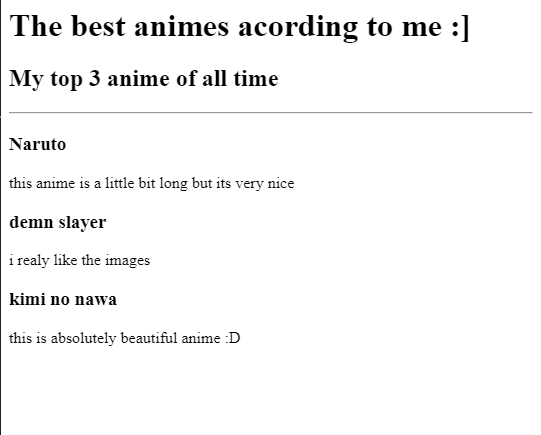 The best animes acording to me :]
My top 3 anime of all time
Naruto
this anime is a little bit long but its very nice
demn slayer
i realy like the images
kimi no nawa
this is absolutely beautiful anime :D